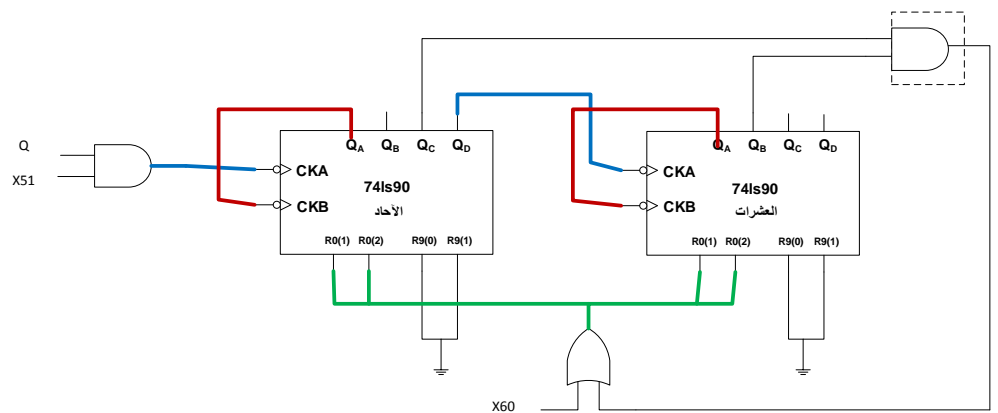 Q
X51
QA QB QC QD
CKA
74ls90
CKB
الآحاد
R0(1) R0(2) R9(0) R9(1)
QA QB QC QD
CKA
74ls90
CKB
العشرات
R0(1) R0(2) R9(0) R9(1)
X60